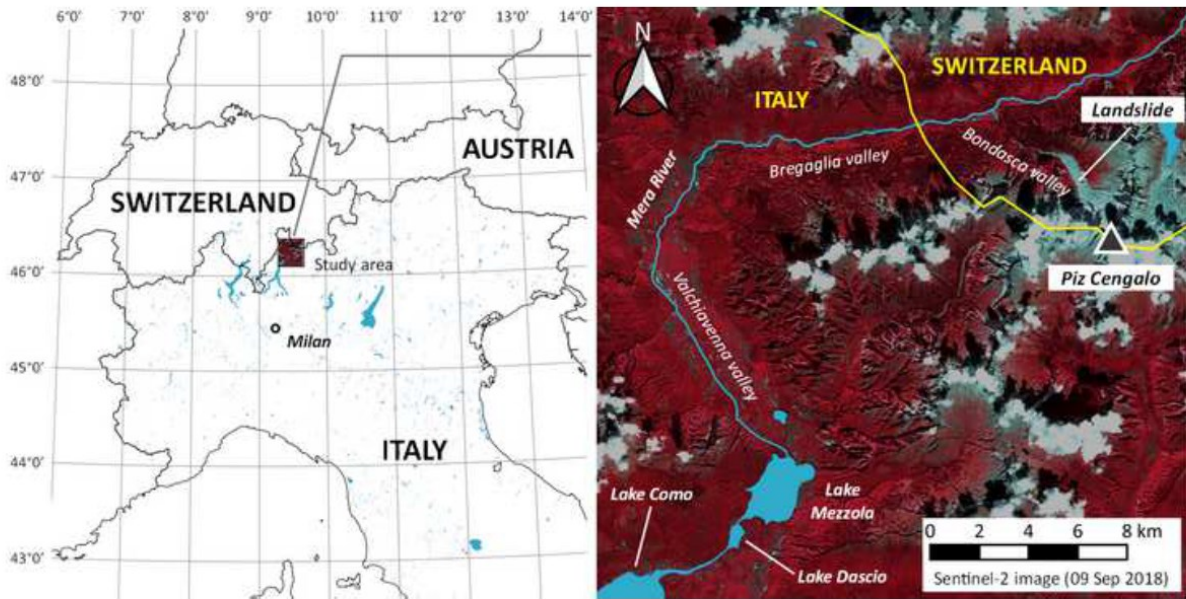 6°0' 7°0' 8°0' 9°0' 10°0' 11°0' 12°0' 13°0' 14°0'
48°0'
47°0'
46°0'
45°0'
44°0'
43°0'
AUSTRIA
SWITZERLAND
Study area
Milan
ITALY
N
SWITZERLAND
ITALY
Landslide
Bregaglia valley
Bondasca valley
Mera River
Piz Cengalo
Valchiavenna valley
Lake Como
Lake
Mezzola
Lake Dascio
0 2 4 6 8 km
Sentinel-2 image (09 Sep 2018)